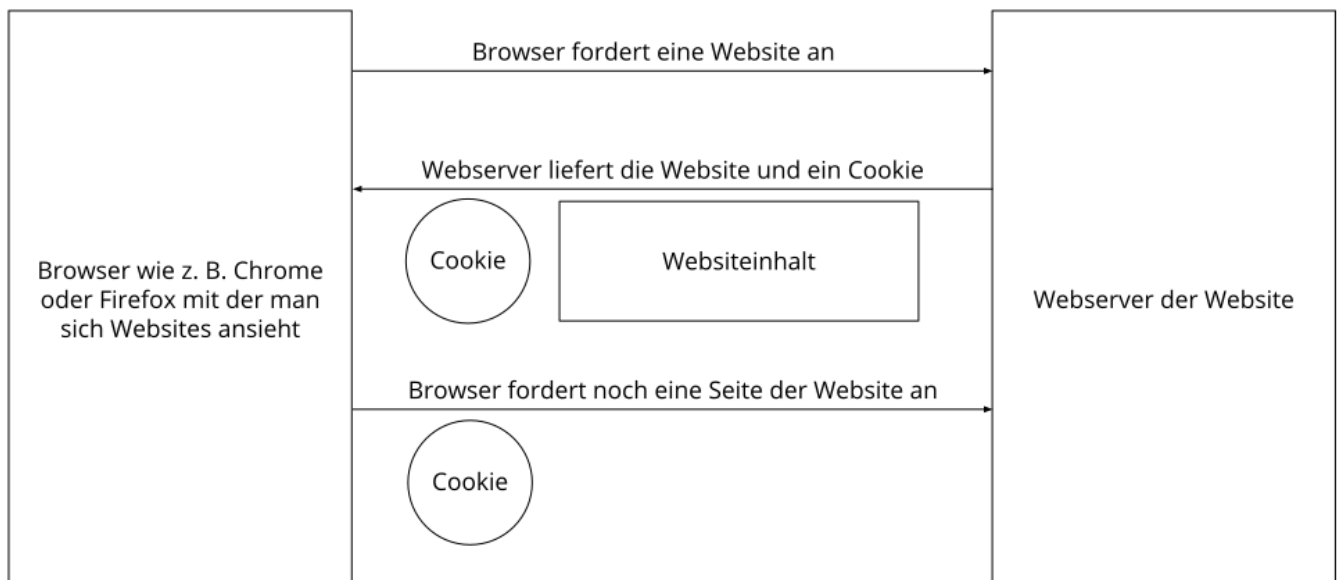 Browser fordert eine Website an
Webserver liefert die Website und ein Cookie
Cookie
Websiteinhalt
Browser wie z. B. Chrome
oder Firefox mit der man
sich Websites ansieht
Webserver der Website
Browser fordert noch eine Seite der Website an
Cookie